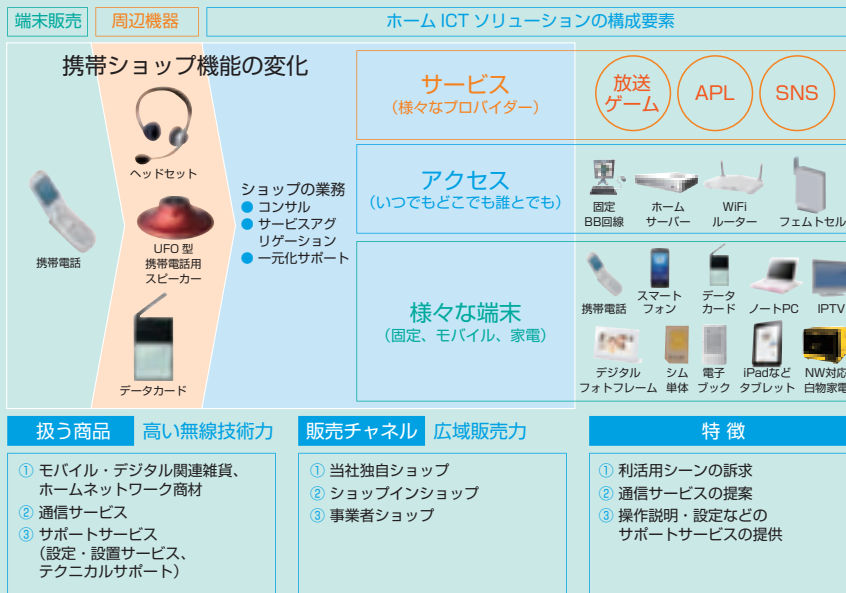 端末販売
周辺機器
ホーム ICT ソリューションの構成要素
携帯ショップ機能の変化
携帯電話
ヘッドセット
UFO 型
携帯電話用
スピーカー
データカード
ショップの業務
● コンサル
● サービスアグ
リゲーション
● 一元化サポート
サービス
（様々なプロバイダー）
放送
ゲーム
APL
SNS
アクセス
（いつでもどこでも誰とでも）
固定
BB回線
ホーム
サーバー
WiFi
ルーター
フェムトセル
様々な端末
（固定、モバイル、家電）
携帯電話
スマート
フォン
データ
カード
ノートPC
IPTV
デジタル
フォトフレーム
シム
単体
電子
ブック
iPadなど
タブレット
NW対応
白物家電
扱う商品 高い無線技術力
① モバイル・デジタル関連雑貨、
ホームネットワーク商材
② 通信サービス
③ サポートサービス
（設定・設置サービス、
テクニカルサポート）
販売チャネル 広域販売力
① 当社独自ショップ
② ショップインショップ
③ 事業者ショップ
特 徴
① 利活用シーンの訴求
② 通信サービスの提案
③ 操作説明・設定などの
サポートサービスの提供